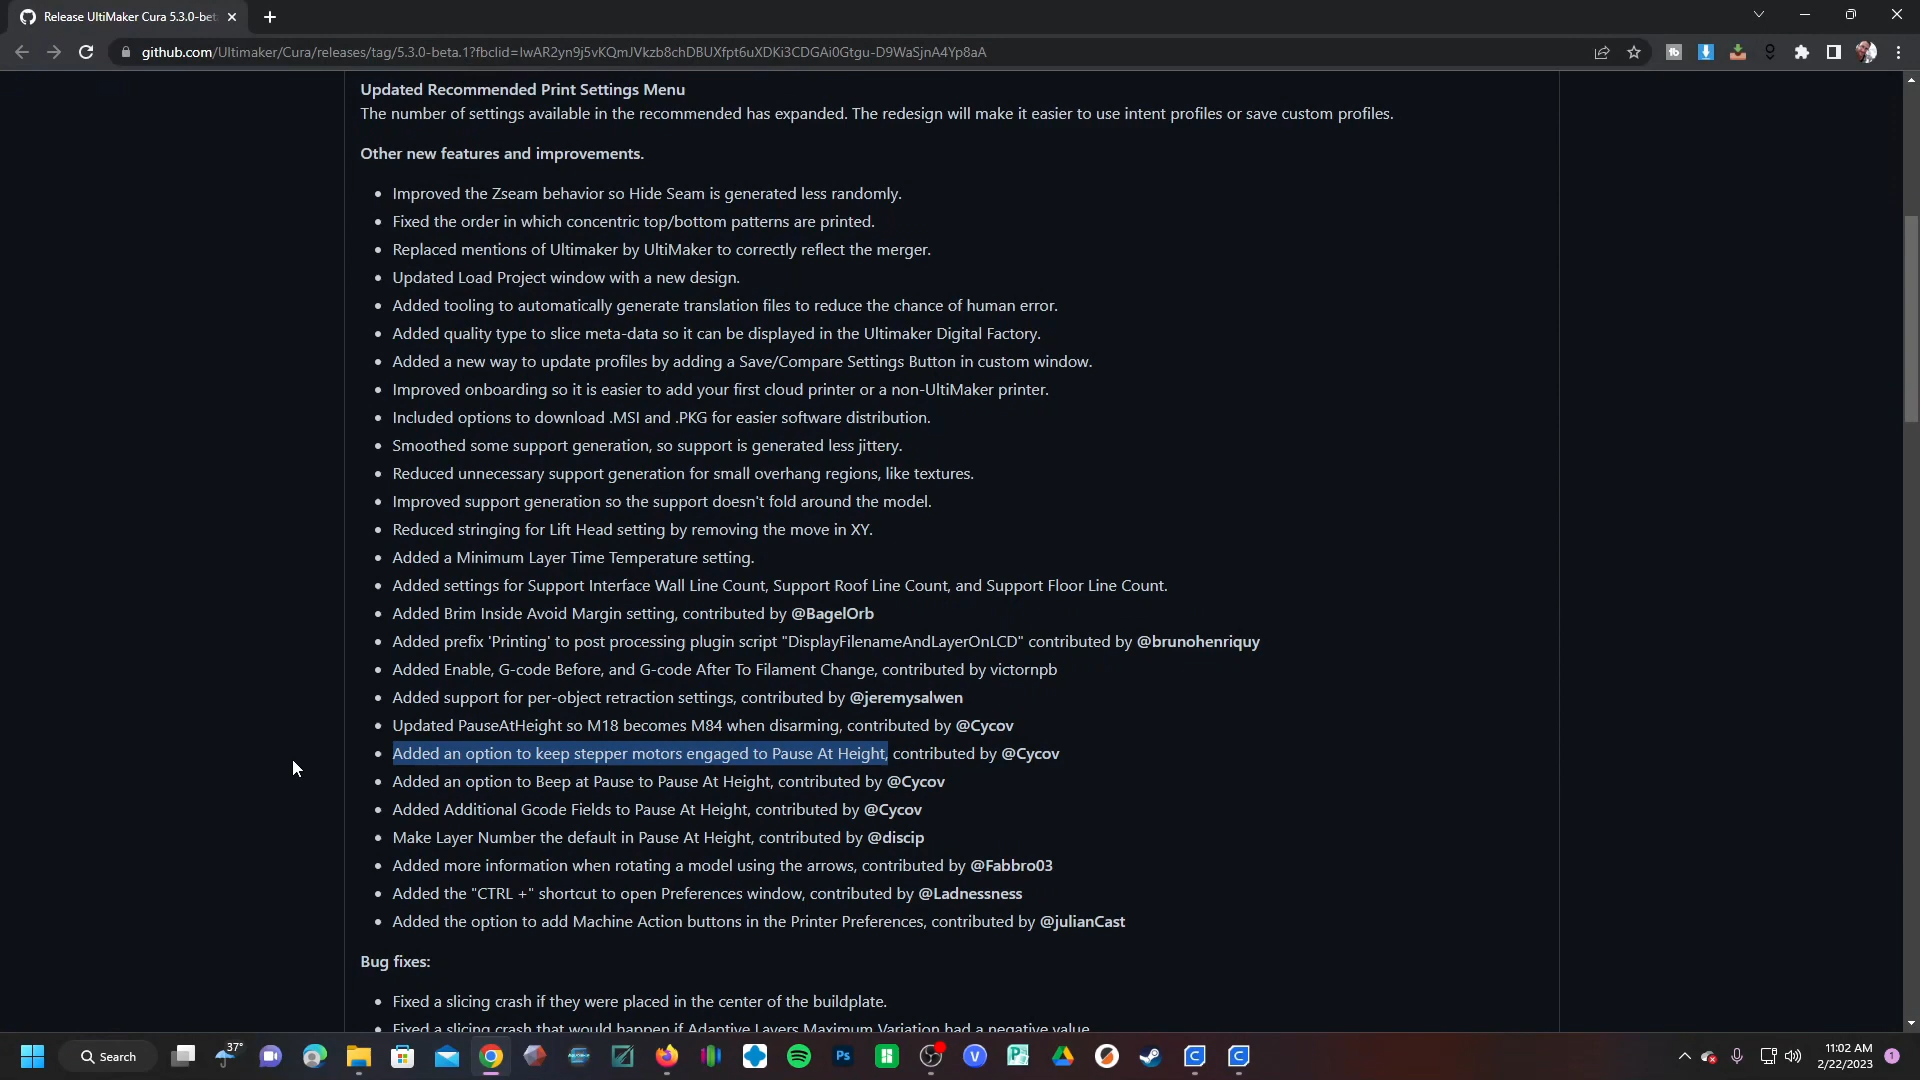 Release UltiMaker Cura 5.3.0-bet
github.com/Ultimaker/Cura/releases/tag/5.3.0-beta.1?fbclid=IwAR2yn9j5vKQmJVkzb8chDBUXfpt6uXDKi3CDGAi0Gtgu-D9WaSjnA4Yp8aA
Updated Recommended Print Settings Menu
The number of settings available in the recommended has expanded. The redesign will make it easier to use intent profiles or save custom profiles.
Other new features and improvements.
Improved the Zseam behavior so Hide Seam is generated less randomly.
Fixed the order in which concentric top/bottom patterns are printed.
Replaced mentions of Ultimaker by UltiMaker to correctly reflect the merger.
Updated Load Project window with a new design.
Added tooling to automatically generate translation files to reduce the chance of human error.
Added quality type to slice meta-data so it can be displayed in the Ultimaker Digital Factory.
Added a new way to update profiles by adding a Save/Compare Settings Button in custom window.
Improved onboarding so it is easier to add your first cloud printer or a non-UltiMaker printer.
Included options to download .MSI and .PKG for easier software distribution.
Smoothed some support generation, so support is generated less jittery.
Reduced unnecessary support generation for small overhang regions, like textures.
Improved support generation so the support doesn't fold around the model.
Reduced stringing for Lift Head setting by removing the move in XY.
Added a Minimum Layer Time Temperature setting.
Added settings for Support Interface Wall Line Count, Support Roof Line Count, and Support Floor Line Count.
Added Brim Inside Avoid Margin setting, contributed by @BagelOrb
Added prefix 'Printing' to post processing plugin script "DisplayFilenameAndLayerOnLCD" contributed by @brunohenriquy
Added Enable, G-code Before, and G-code After To Filament Change, contributed by victornpb
Added support for per-object retraction settings, contributed by @jeremysalwen
Updated PauseAtHeight so M18 becomes M84 when disarming, contributed by @Cycov
Added an option to keep stepper motors engaged to Pause At Height, contributed by @Cycov
Added an option to Beep at Pause to Pause At Height, contributed by @Cycov
Added Additional Gcode Fields to Pause At Height, contributed by @Cycov
Make Layer Number the default in Pause At Height, contributed by @discip
Added more information when rotating a model using the arrows, contributed by @Fabbro03
Added the "CTRL +" shortcut to open Preferences window, contributed by @Ladnessness
Added the option to add Machine Action buttons in the Printer Preferences, contributed by @julianCast
Bug fixes:
Fixed a slicing crash if they were placed in the center of the buildplate.
Fixed a slicing crash that would happen if Adaptive Layers Maximum Variation had a negative value
Search
37°
Ps
V
11:02 AM
2/22/2023
1